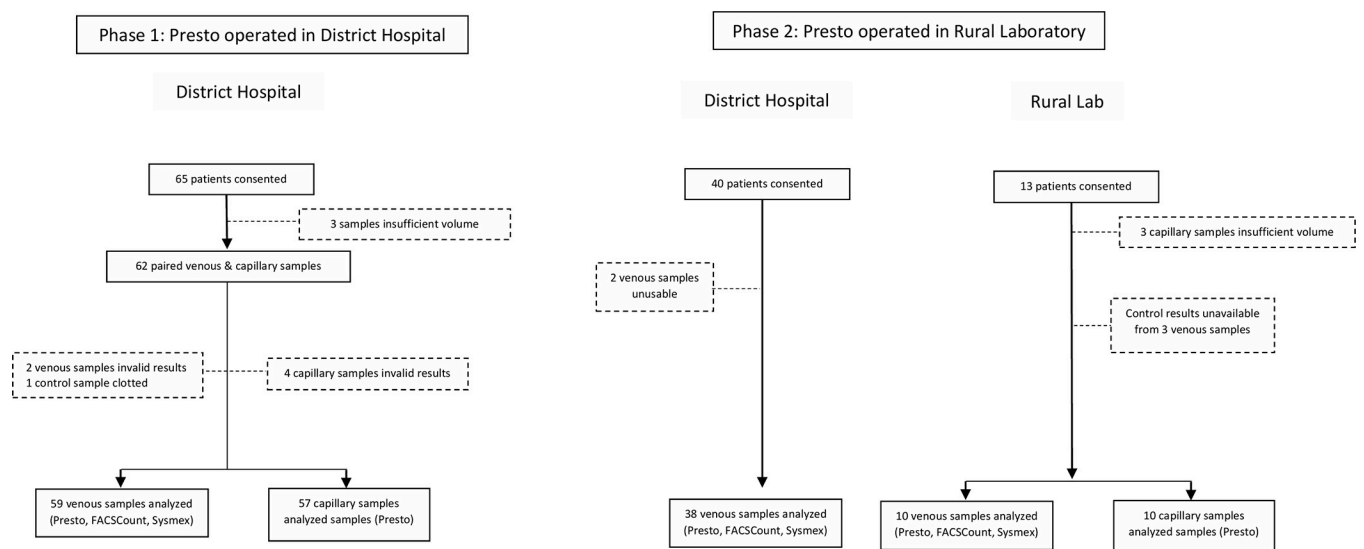 Phase 1: Presto operated in District Hospital
District Hospital
65 patients consented
3 samples insufficient volume
62 paired venous & capillary samples
2 venous samples invalid results
1 control sample clotted
4 capillary samples invalid results
59 venous samples analyzed
(Presto, FACSCount, Sysmex)
57 capillary samples
analyzed samples (Presto)
Phase 2: Presto operated in Rural Laboratory
District Hospital
40 patients consented
2 venous samples
unusable
38 venous samples analyzed
(Presto, FACSCount, Sysmex)
Rural Lab
13 patients consented
3 capillary samples insufficient volume
Control results unavailable
from 3 venous samples
10 venous samples analyzed
(Presto, FACSCount, Sysmex)
10 capillary samples
analyzed samples (Presto)